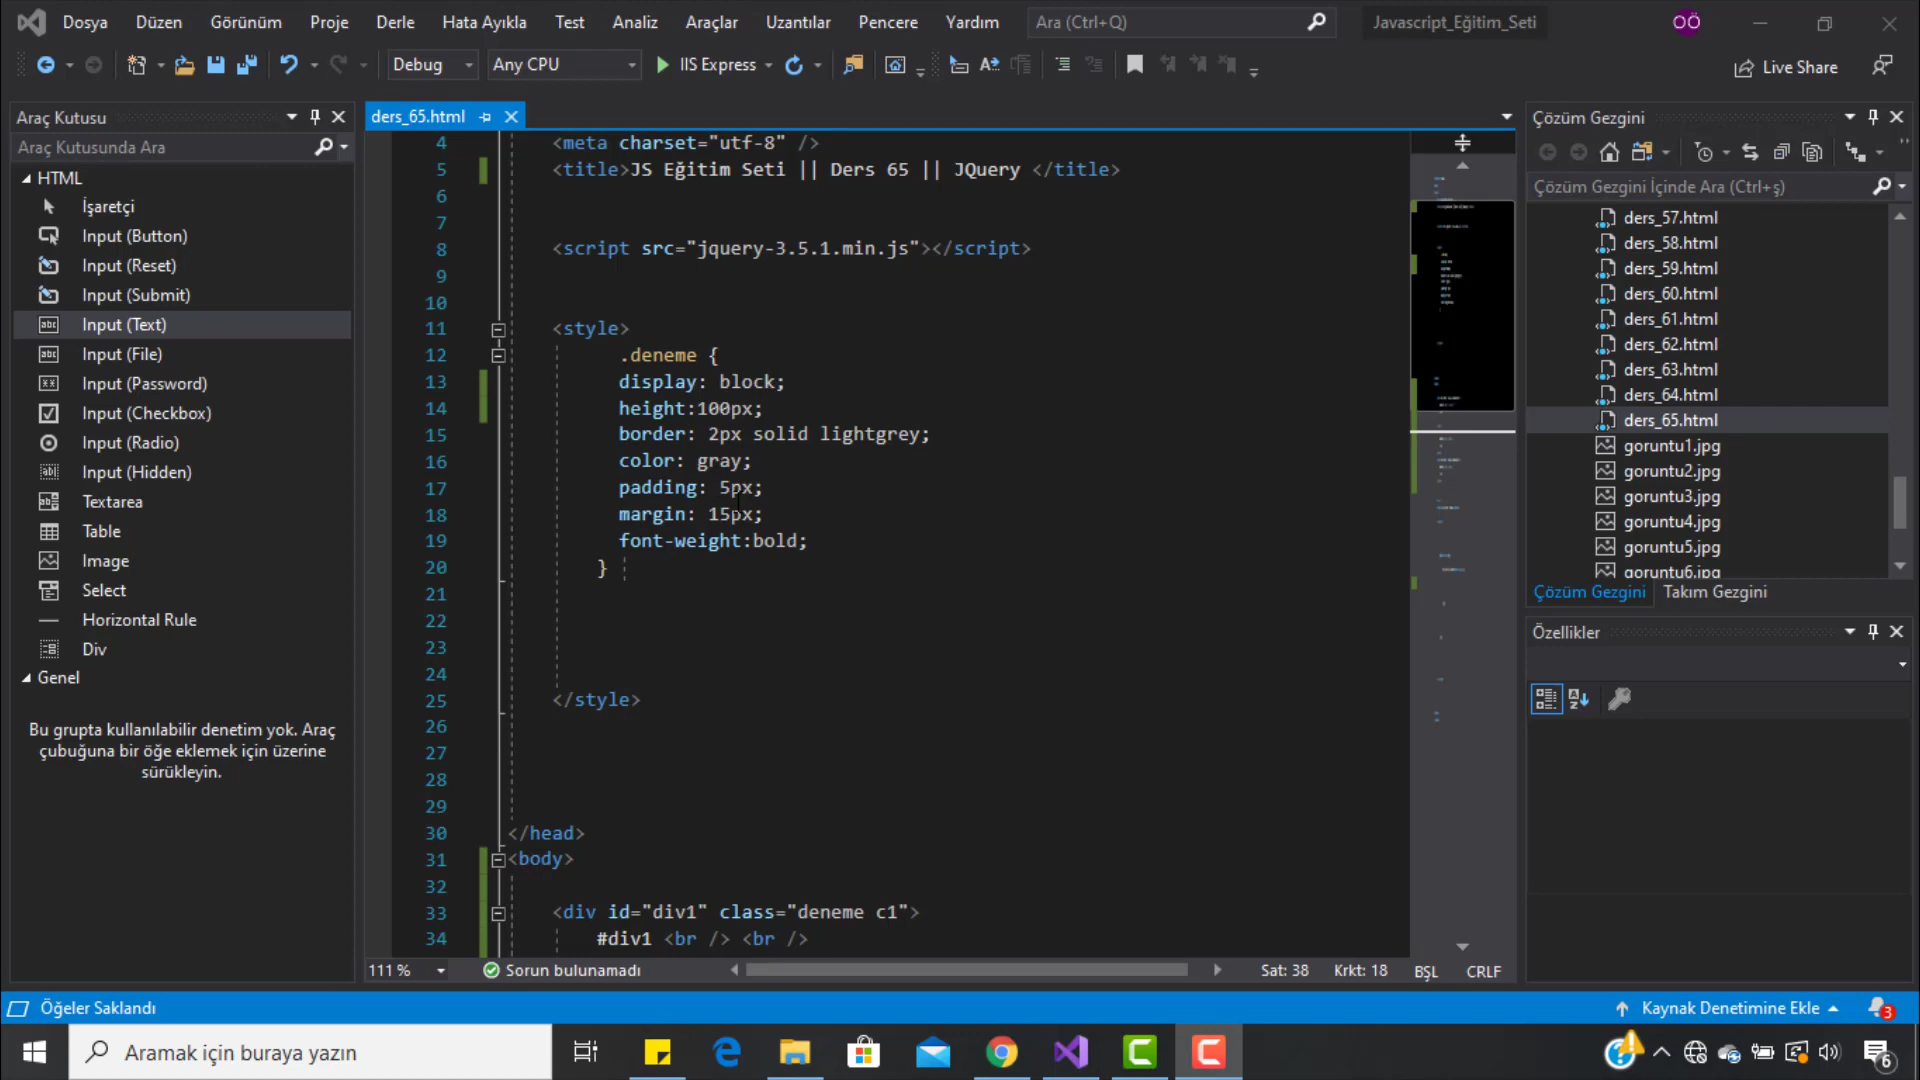 Dosya Düzen Görünüm Proje Derle Hata Ayıkla Test Analiz Araçlar Uzantılar Pencere Yardım Ara (Ctrl+Q) Javascript_Eğitim_Seti OÖ
Debug Any CPU IIS Express Live Share
Araç Kutusu
Araç Kutusunda Ara
HTML
İşaretçi
Input (Button)
Input (Reset)
Input (Submit)
Input (Text)
Input (File)
Input (Password)
Input (Checkbox)
Input (Radio)
Input (Hidden)
Textarea
Table
Image
Select
Horizontal Rule
Div
Genel
Bu grupta kullanılabilir denetim yok. Araç
çubuğuna bir öğe eklemek için üzerine
sürükleyin.
ders_65.html
4 <meta charset="utf-8" />
5 <title>JS Eğitim Seti || Ders 65 || JQuery </title>
6
7
8 <script src="jquery-3.5.1.min.js"></script>
9
10
11 <style>
12 .deneme {
13 display: block;
14 height:100px;
15 border: 2px solid lightgrey;
16 color: gray;
17 padding: 5px;
18 margin: 15px;
19 font-weight:bold;
20 }
21
22
23
24
25 </style>
26
27
28
29
30 </head>
31 <body>
32
33 <div id="div1" class="deneme c1">
34 #div1 <br /> <br />
111 % Sorun bulunamadı Sat: 38 Krkt: 18 BŞL CRLF
Çözüm Gezgini
Çözüm Gezgini İçinde Ara (Ctrl+ş)
ders_57.html
ders_58.html
ders_59.html
ders_60.html
ders_61.html
ders_62.html
ders_63.html
ders_64.html
ders_65.html
goruntu1.jpg
goruntu2.jpg
goruntu3.jpg
goruntu4.jpg
goruntu5.jpg
goruntu6.jpg
Çözüm Gezgini Takım Gezgini
Özellikler
Öğeler Saklandı Kaynak Denetimine Ekle 3
Aramak için buraya yazın 6